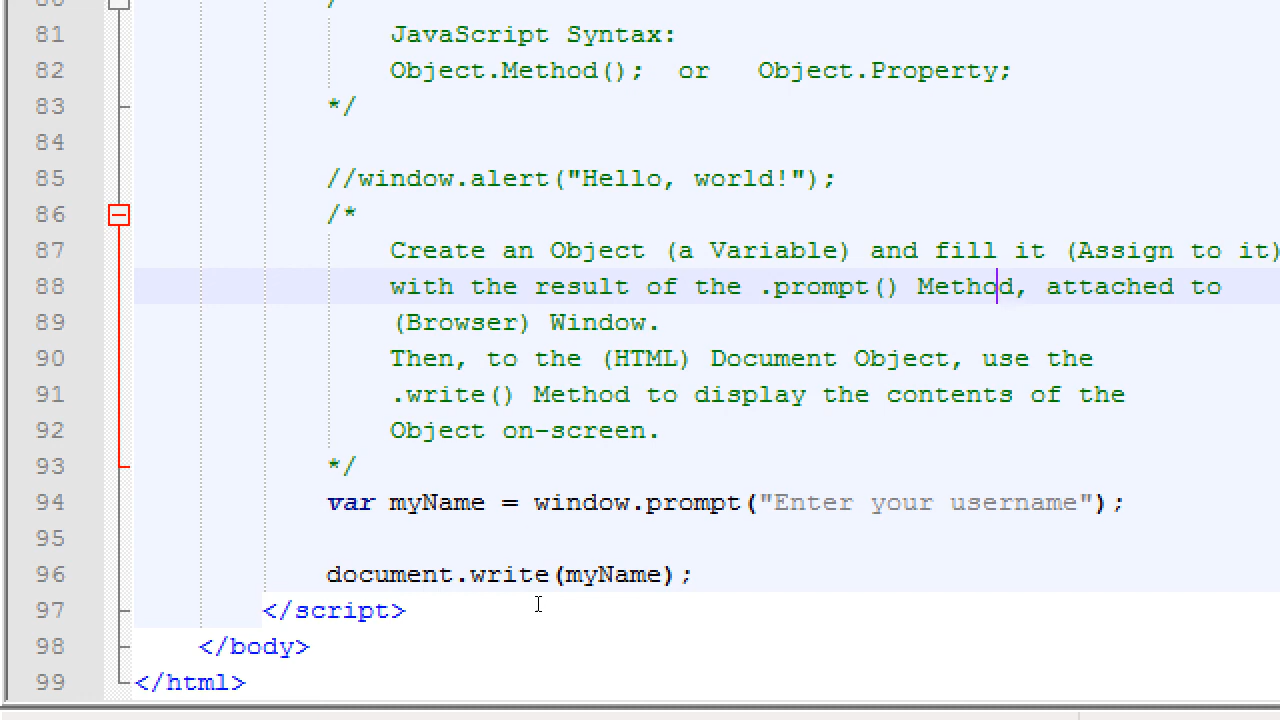 80 /*
81 JavaScript Syntax:
82 Object.Method(); or Object.Property;
83 */
84
85 //window.alert("Hello, world!");
86 /*
87 Create an Object (a Variable) and fill it (Assign to it)
88 with the result of the .prompt() Method, attached to
89 (Browser) Window.
90 Then, to the (HTML) Document Object, use the
91 .write() Method to display the contents of the
92 Object on-screen.
93 */
94 var myName = window.prompt("Enter your username");
95
96 document.write(myName);
97 </script>
98 </body>
99 </html>